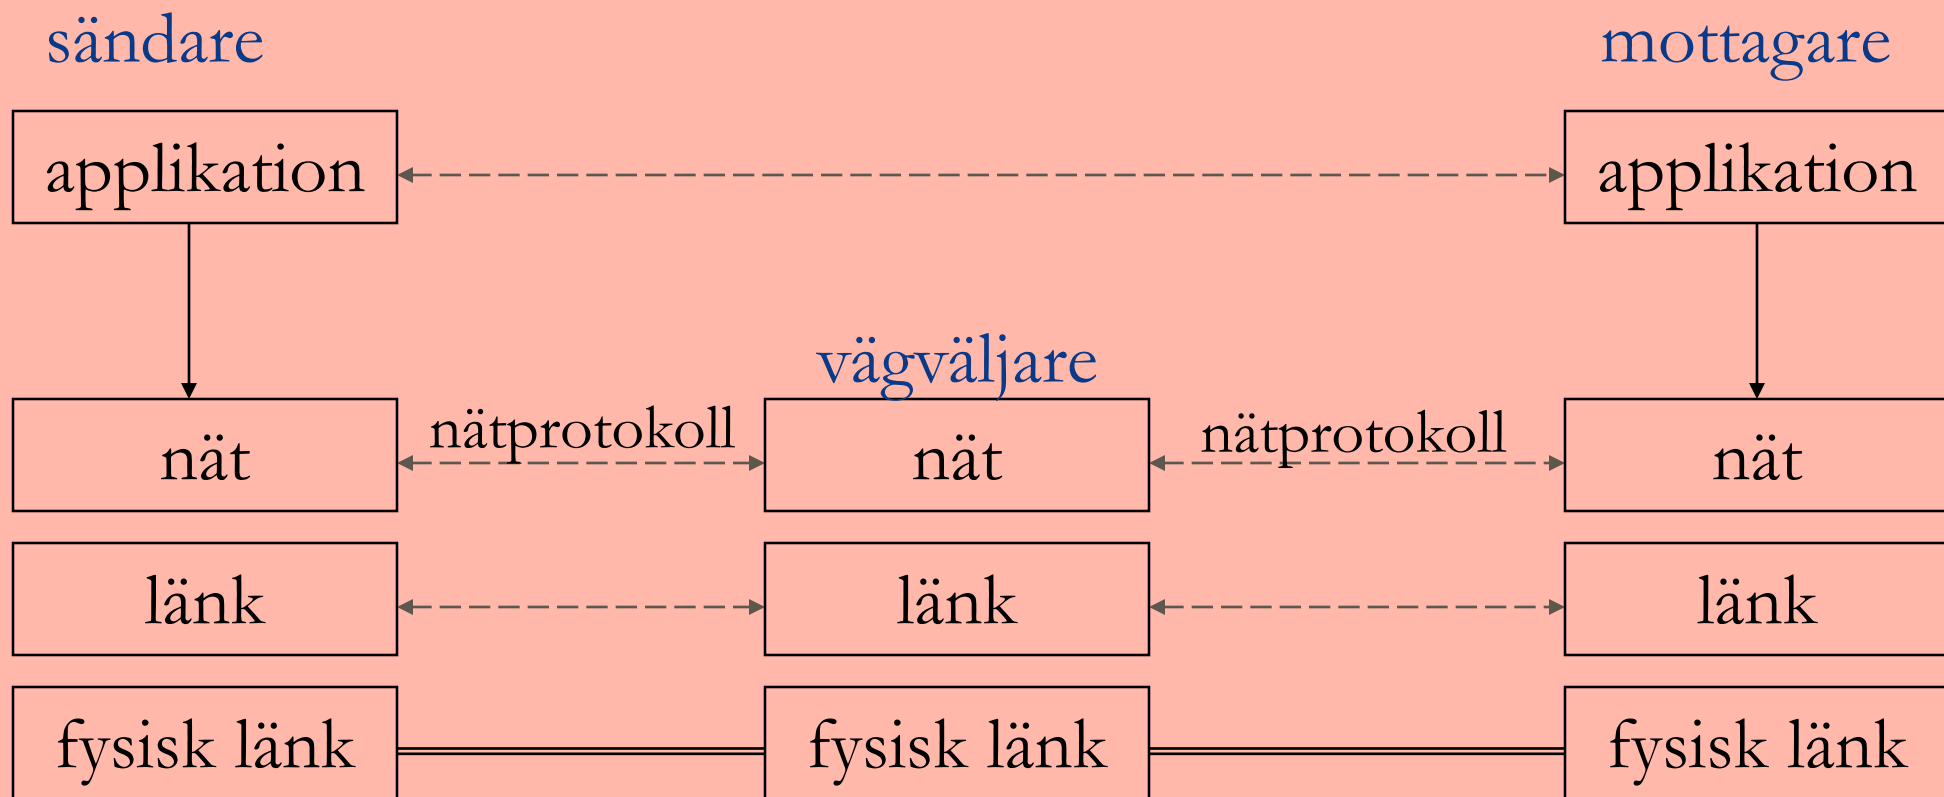 sändare
mottagare
applikation
applikation
vägväljare
nätprotokoll
nätprotokoll
nät
nät
nät
länk
länk
länk
fysisk länk
fysisk länk
fysisk länk